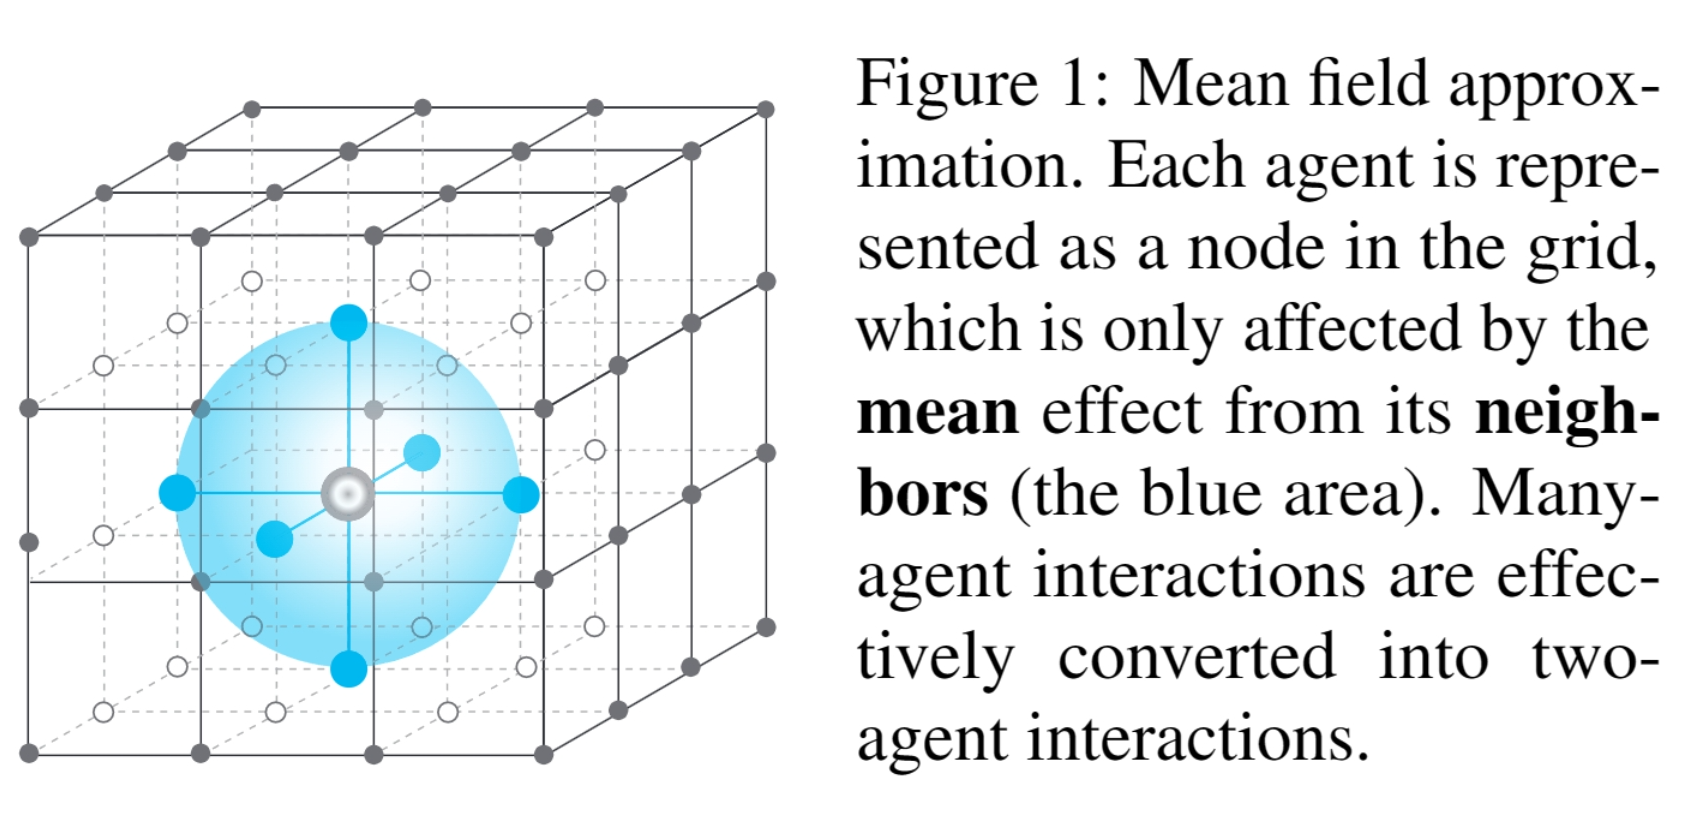 Figure 1: Mean field approx-
imation. Each agent is repre-
sented as a node in the grid,
which is only affected by the
mean effect from its neigh-
bors (the blue area). Many-
agent interactions are effec-
tively converted into two-
agent interactions.